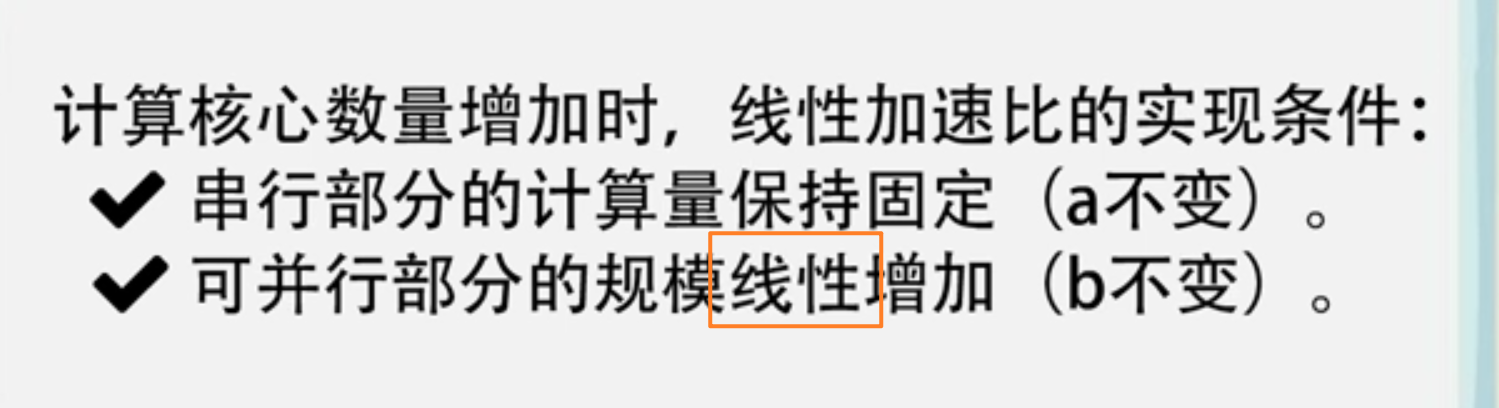 计算核心数量增加时，线性加速比的实现条件：
✔ 串行部分的计算量保持固定（a不变）。
✔ 可并行部分的规模线性增加（b不变）。